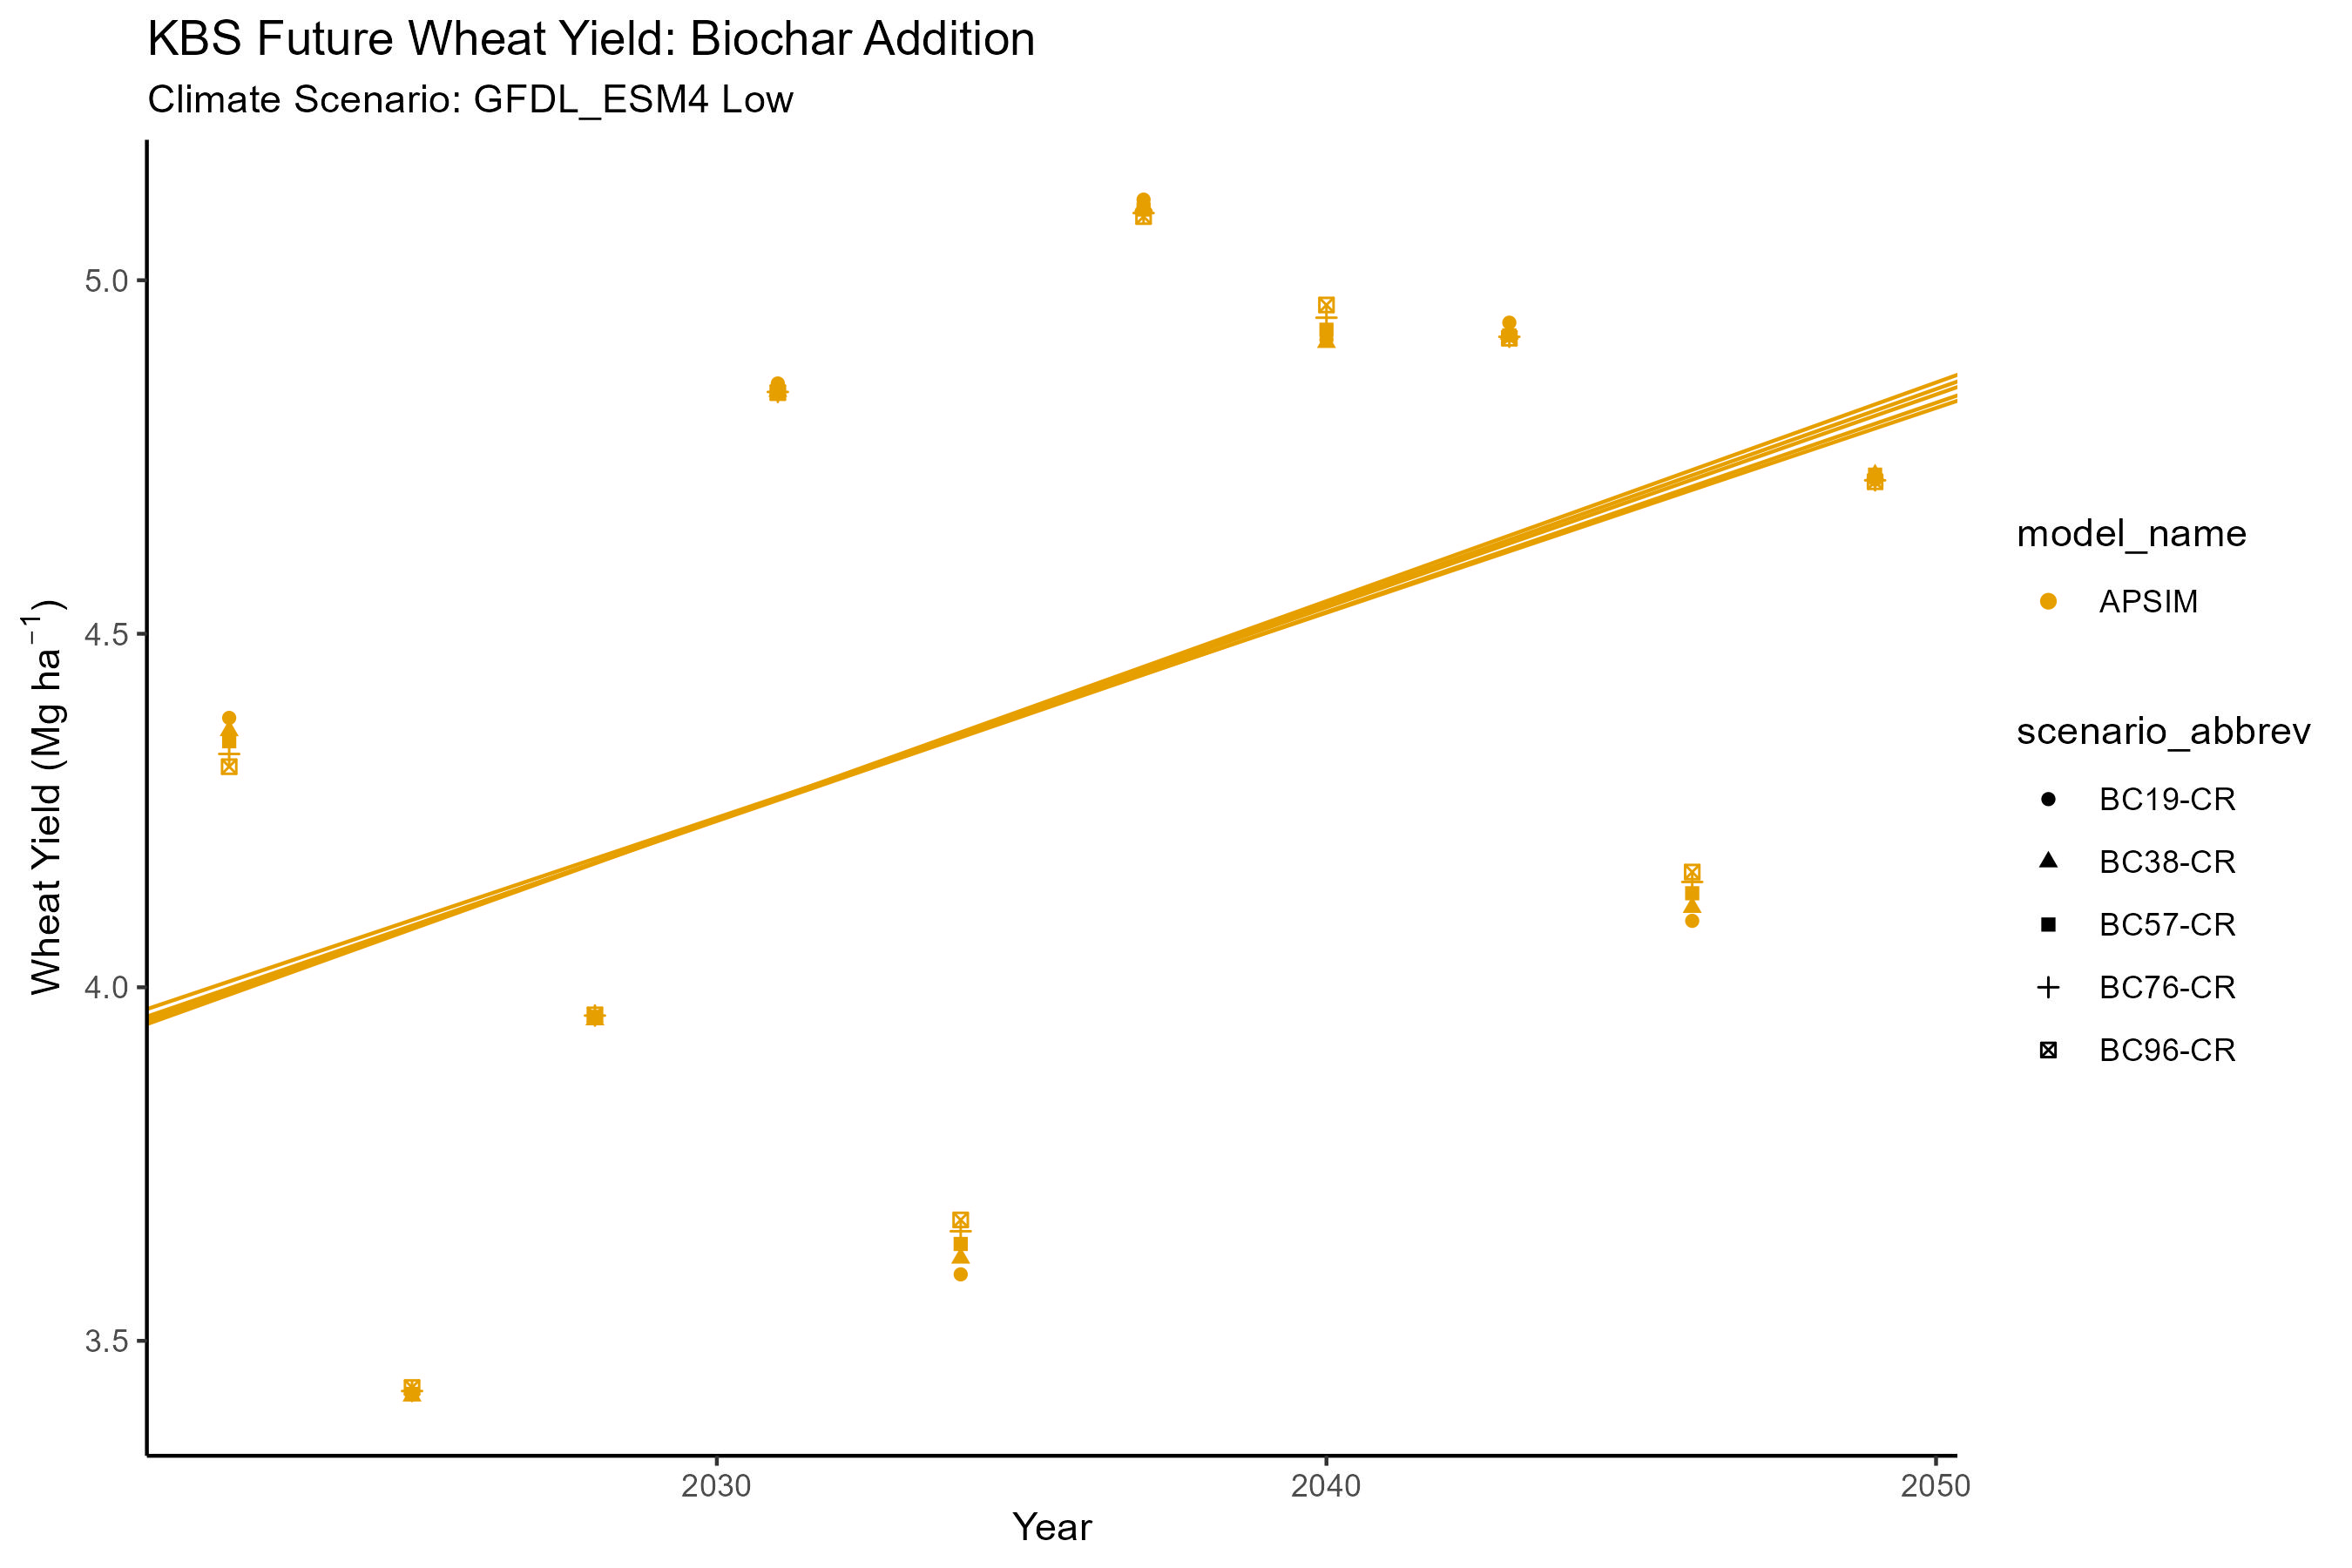 KBS Future Wheat Yield: Biochar Addition
Climate Scenario: GFDL_ESM4 Low
Wheat Yield (Mg ha⁻¹)
5.0
4.5
4.0
3.5
2030
2040
2050
Year
model_name
APSIM
scenario_abbrev
BC19-CR
BC38-CR
BC57-CR
BC76-CR
BC96-CR